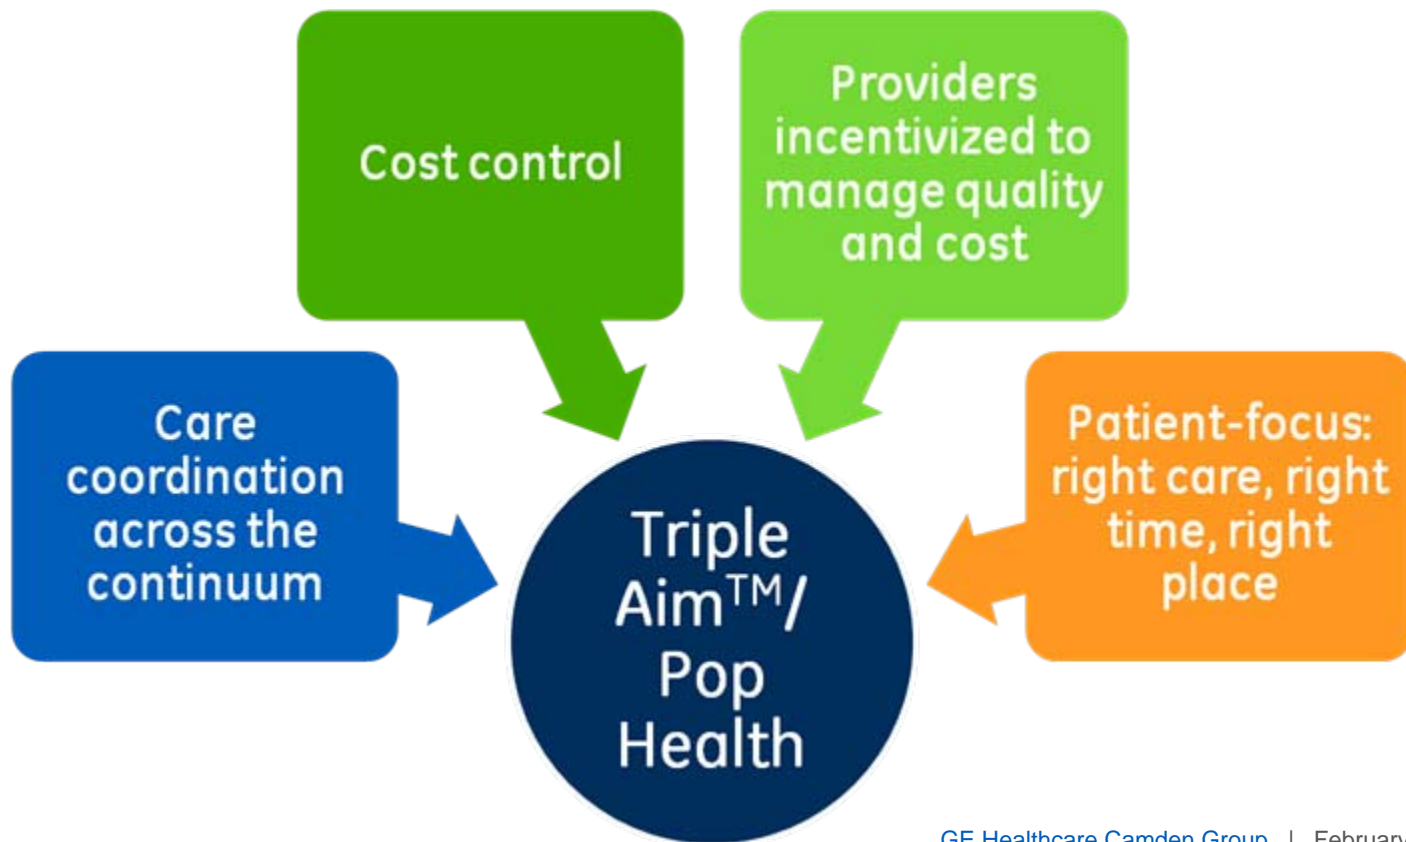 Cost control
Providers
incentivized to
manage quality
and cost
Care
coordination
across the
continuum
Patient-focus:
right care, right
time, right
place
Triple
Aim™/
Pop
Health
GE Healthcare Camden Group | February